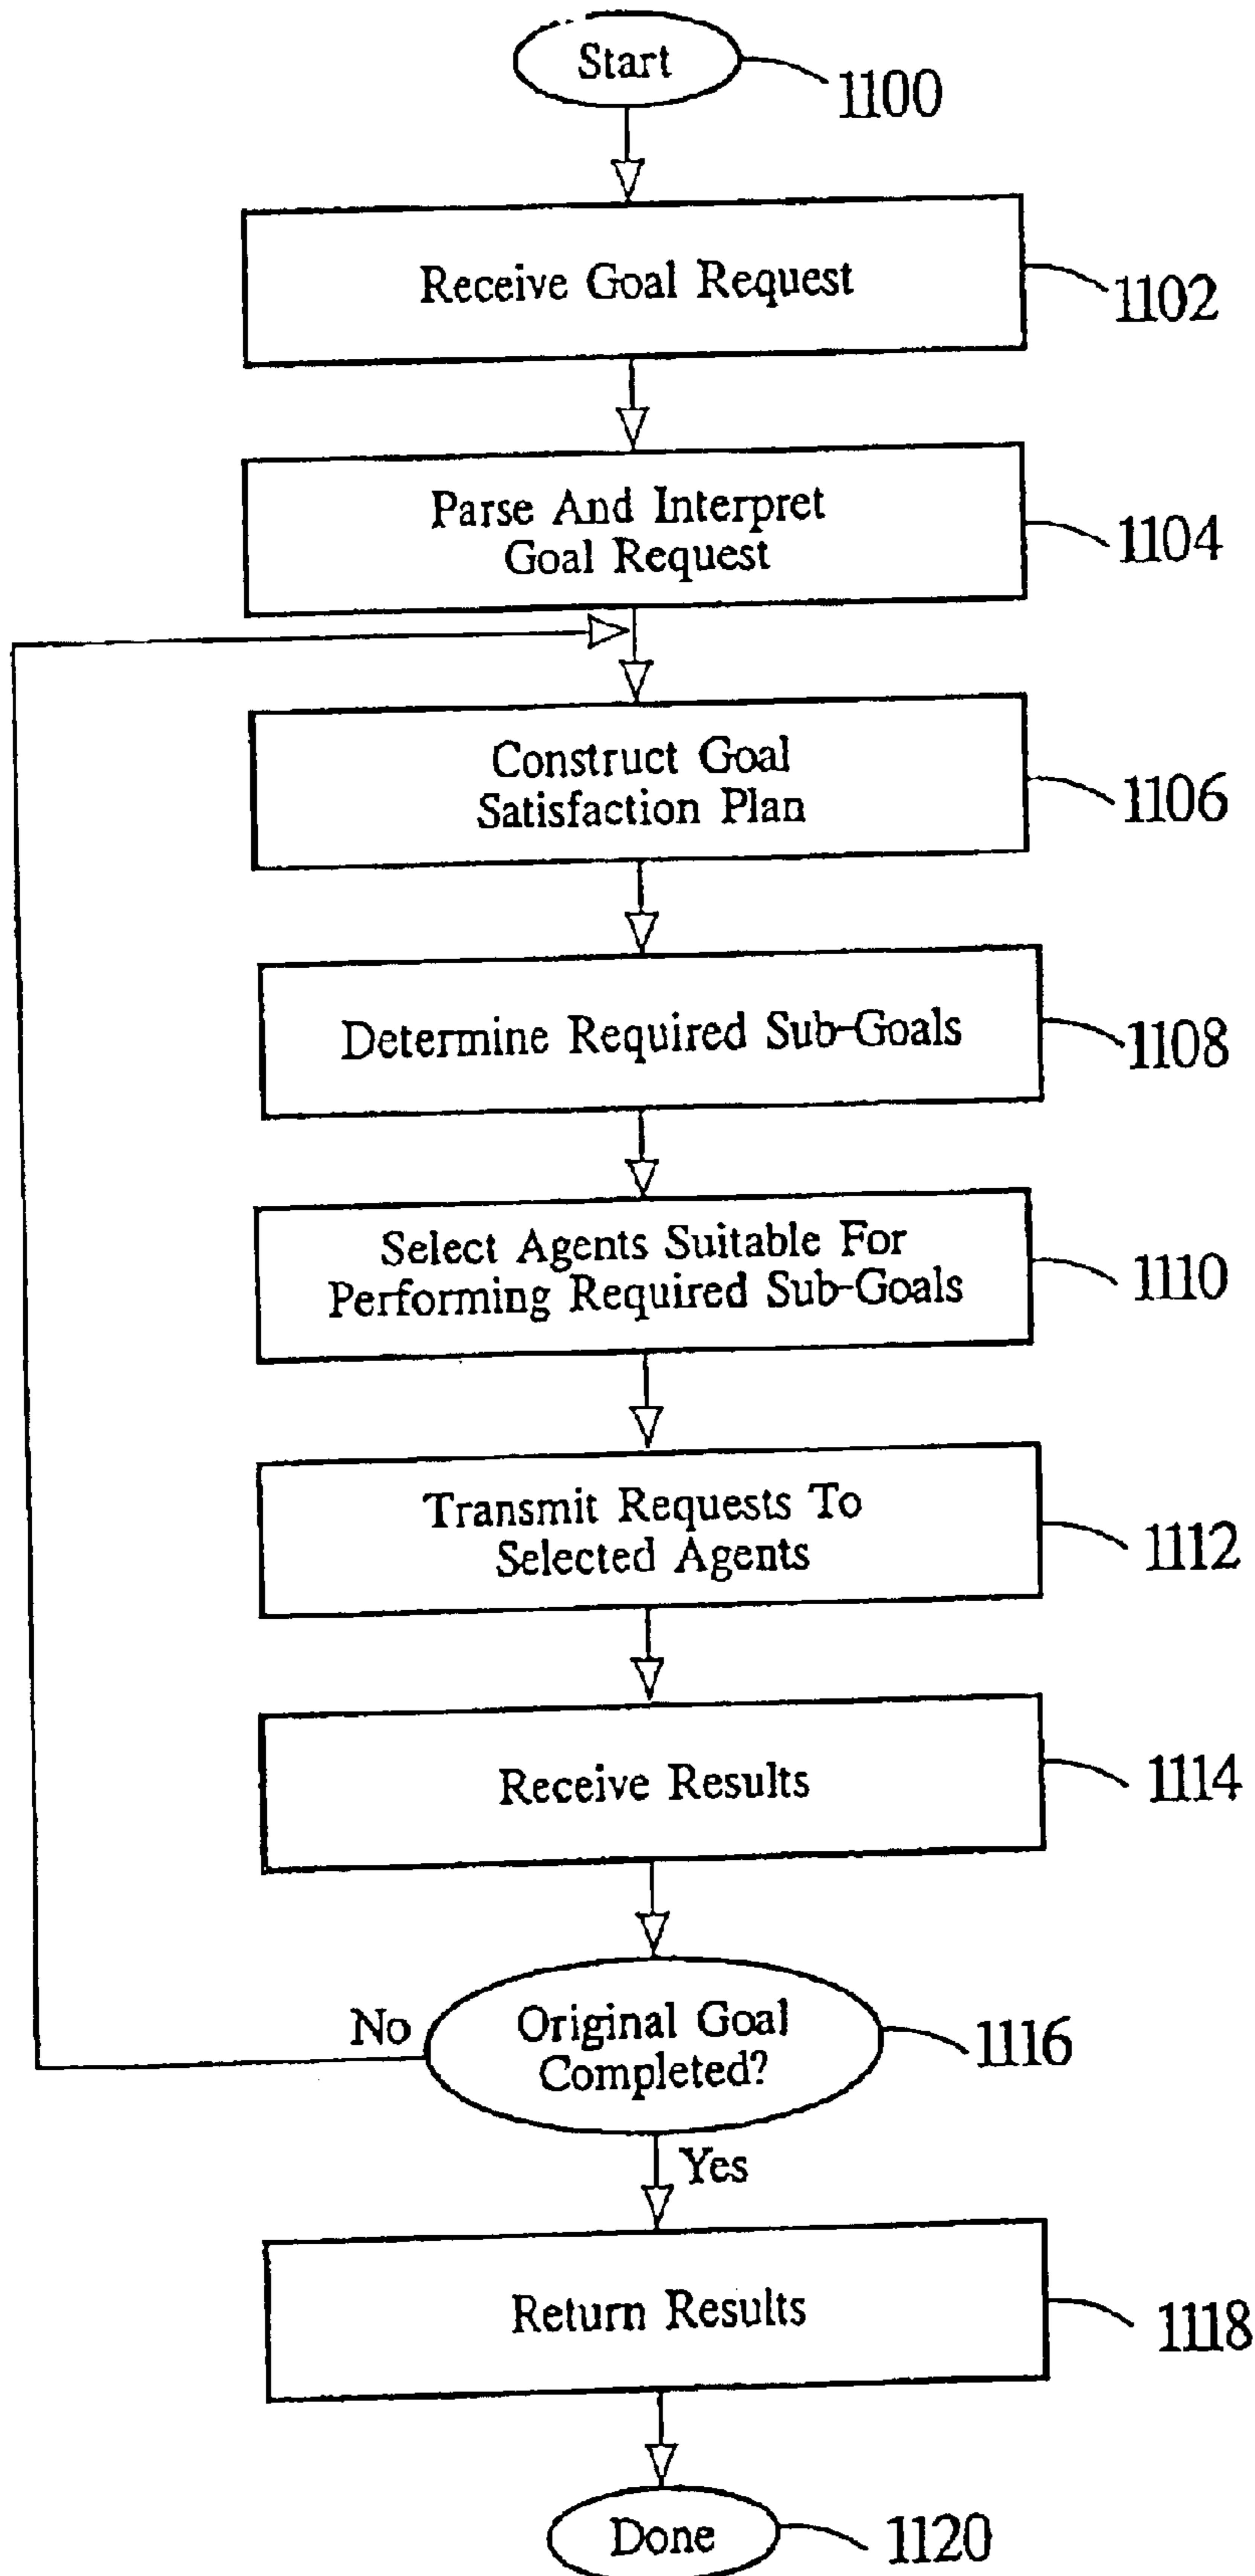 Start
1100
Receive Goal Request
1102
Parse And Interpret
Goal Request
1104
Construct Goal
Satisfaction Plan
1106
Determine Required Sub-Goals
1108
Select Agents Suitable For
Performing Required Sub-Goals
1110
Transmit Requests To
Selected Agents
1112
Receive Results
1114
No
Original Goal
Completed?
1116
Yes
Return Results
1118
Done
1120